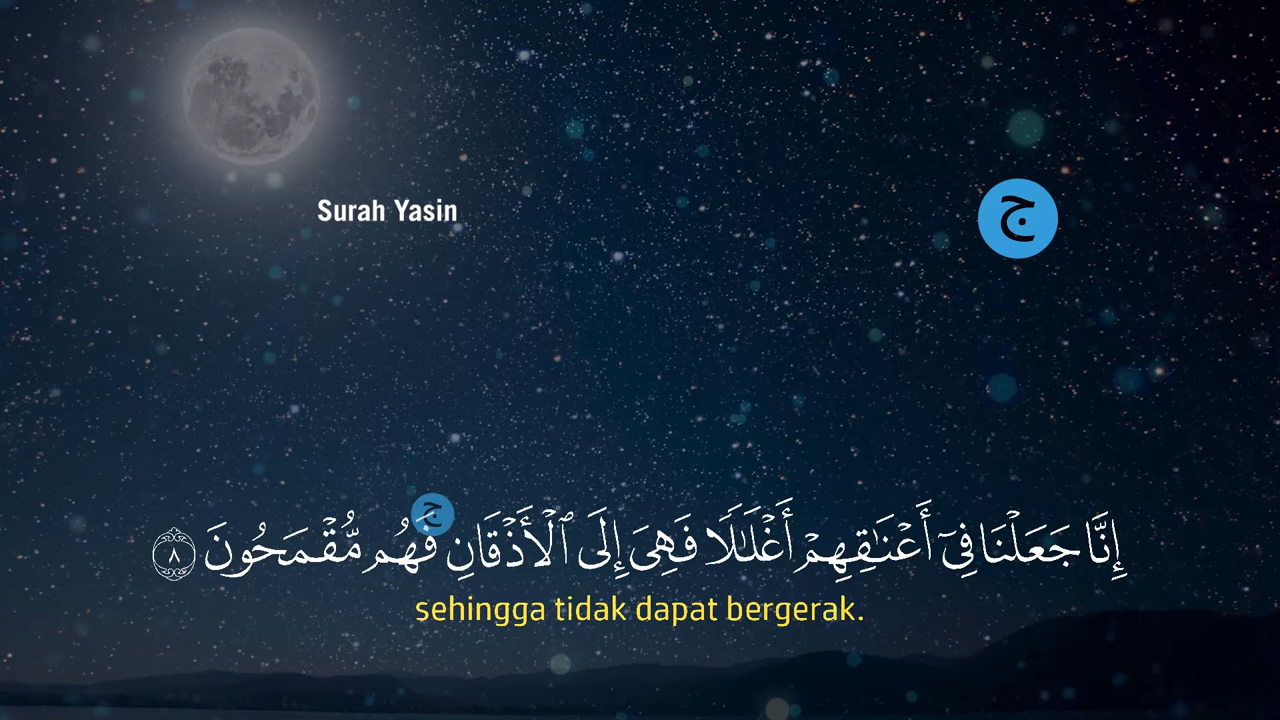 Surah Yasin
ج
ج
إِنَّا جَعَلْنَا فِىٓ أَعْنَـٰقِهِمْ أَغْلَـٰلًا فَهِىَ إِلَى ٱلْأَذْقَانِ فَهُم مُّقْمَحُونَ ٨
sehingga tidak dapat bergerak.